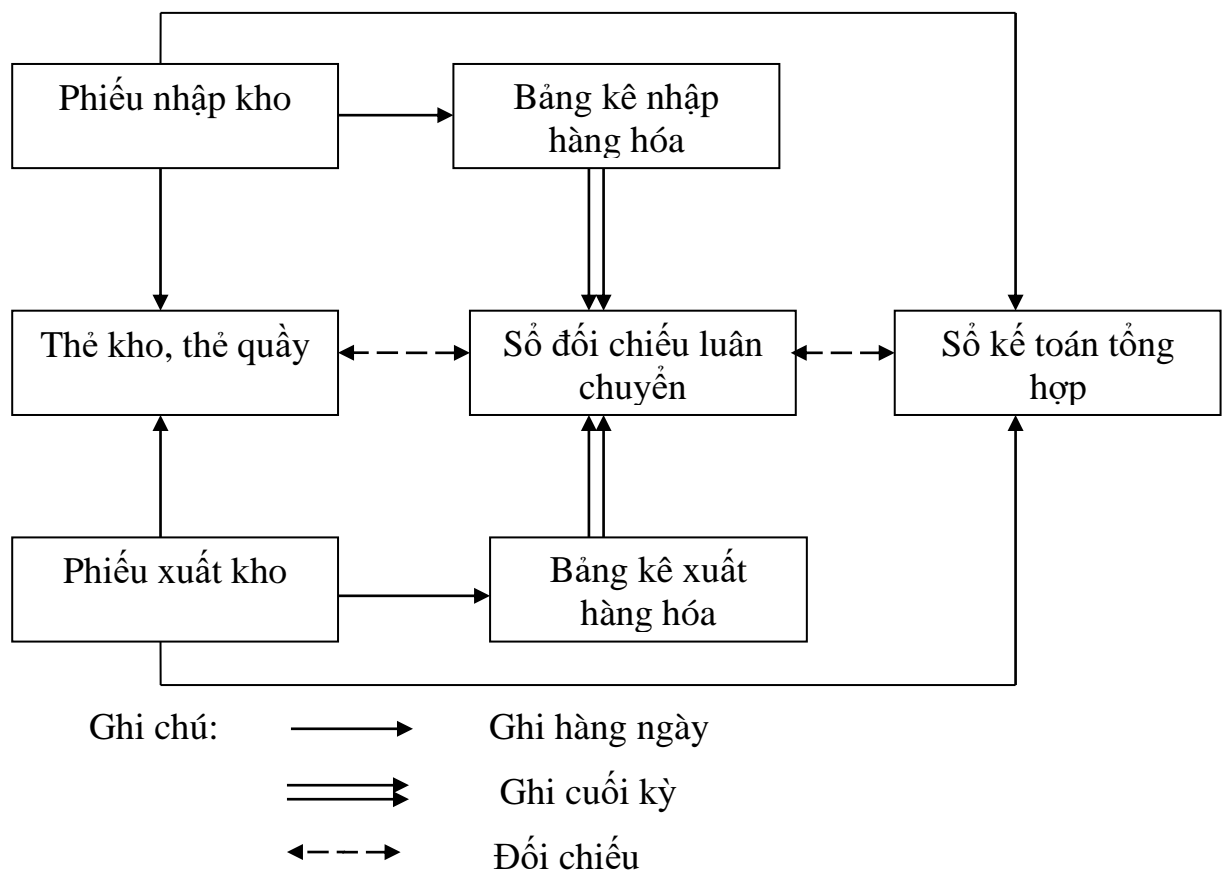 Phiếu nhập kho
Bảng kê nhập
hàng hóa
Thẻ kho, thẻ quầy
Sổ đối chiếu luân
chuyển
Sổ kế toán tổng
hợp
Phiếu xuất kho
Bảng kê xuất
hàng hóa
Ghi chú:
Ghi hàng ngày
Ghi cuối kỳ
Đối chiếu